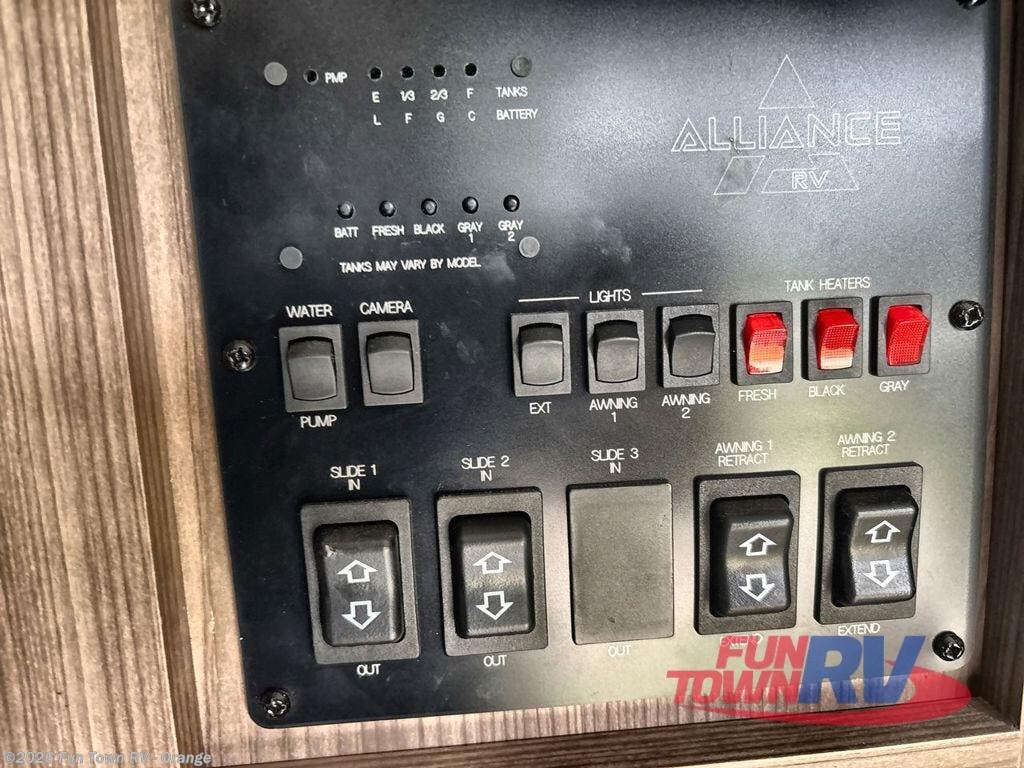 PMP
E 1/3 2/3 F TANKS
L F G C BATTERY
ALLIANCE
RV
BATT FRESH BLACK GRAY 1 GRAY 2
TANKS MAY VARY BY MODEL
WATER
PUMP
CAMERA
LIGHTS
EXT
AWNING
1
AWNING
2
TANK HEATERS
FRESH
BLACK
GRAY
SLIDE 1
IN
OUT
SLIDE 2
IN
OUT
SLIDE 3
IN
OUT
AWNING 1
RETRACT
EXTEND
AWNING 2
RETRACT
EXTEND
FUN
TOWN
RV
©2026 Fun Town RV - Orange